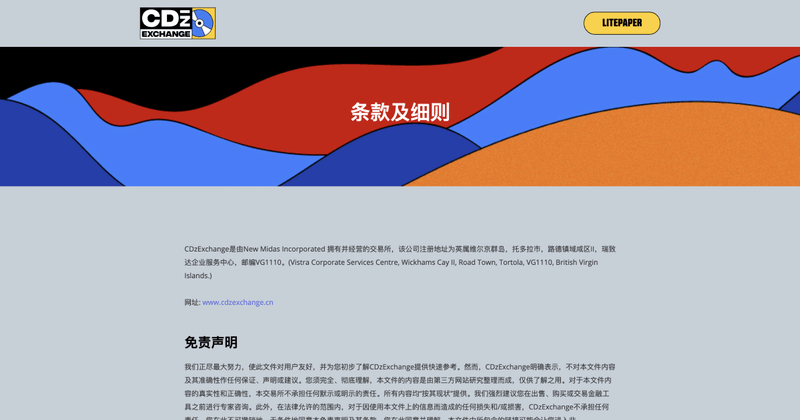 CDz
EXCHANGE
LITEPAPER
条款及细则
CDzExchange是由New Midas Incorporated 拥有并经营的交易所，该公司注册地址为英属维尔京群岛，托多拉市，路德镇域咸区II，瑞致
达企业服务中心，邮编VG1110。(Vistra Corporate Services Centre, Wickhams Cay II, Road Town, Tortola, VG1110, British Virgin
Islands.)
网址: www.cdzexchange.cn
免责声明
我们正尽最大努力，使此文件对用户友好，并为您初步了解CDzExchange提供快速参考。然而，CDzExchange明确表示，不对本文件内容
及其准确性作任何保证、声明或建议。您须完全、彻底理解，本文件的内容是由第三方网站研究整理而成，仅供了解之用。对于本文件内
容的真实性和正确性，本交易所不承担任何默示或明示的责任。所有内容均“按其现状”提供。我们强烈建议您在出售、购买或交易金融工
具之前进行专家咨询。此外，在法律允许的范围内，对于因使用本文件上的信息而造成的任何损失和/或损害，CDzExchange不承担任何